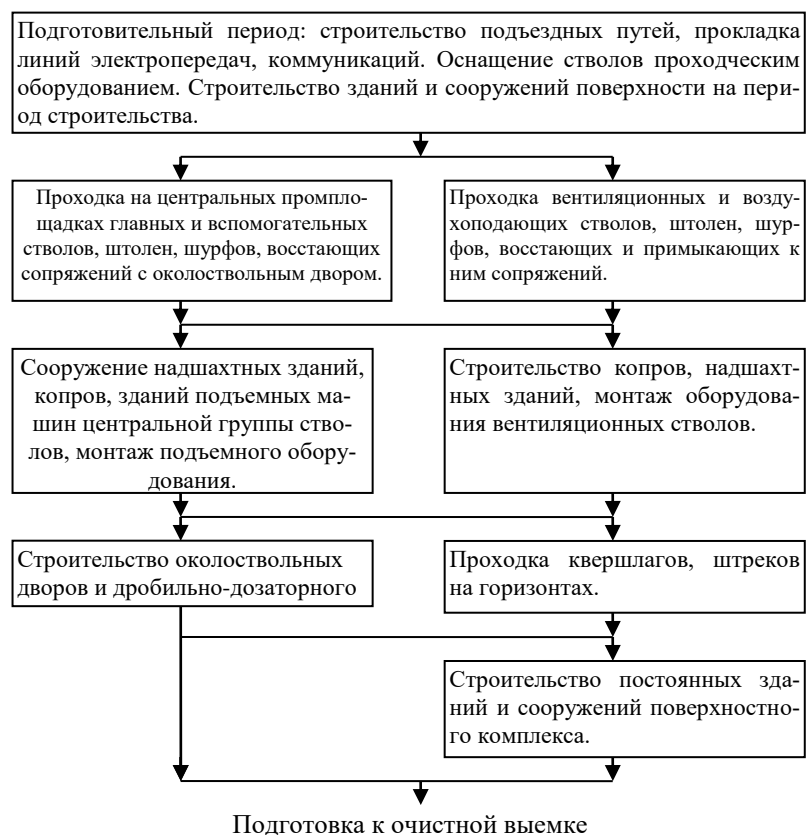 Подготовительный период: строительство подъездных путей, прокладка
линий электропередач, коммуникаций. Оснащение стволов проходческим
оборудованием. Строительство зданий и сооружений поверхности на пери-
од строительства.
Проходка на центральных промпло-
щадках главных и вспомогательных
стволов, штолен, шурфов, восстающих
сопряжений с околоствольным двором.
Проходка вентиляционных и возду-
хоподающих стволов, штолен, шур-
фов, восстающих и примыкающих к
ним сопряжений.
Сооружение надшахтных зданий,
копров, зданий подъемных ма-
шин центральной группы ство-
лов, монтаж подъемного обору-
дования.
Строительство копров, надшахт-
ных зданий, монтаж оборудова-
ния вентиляционных стволов.
Строительство околоствольных
дворов и дробильно-дозаторного
Проходка квершлагов, штреков
на горизонтах.
Строительство постоянных зда-
ний и сооружений поверхностно-
го комплекса.
Подготовка к очистной выемке